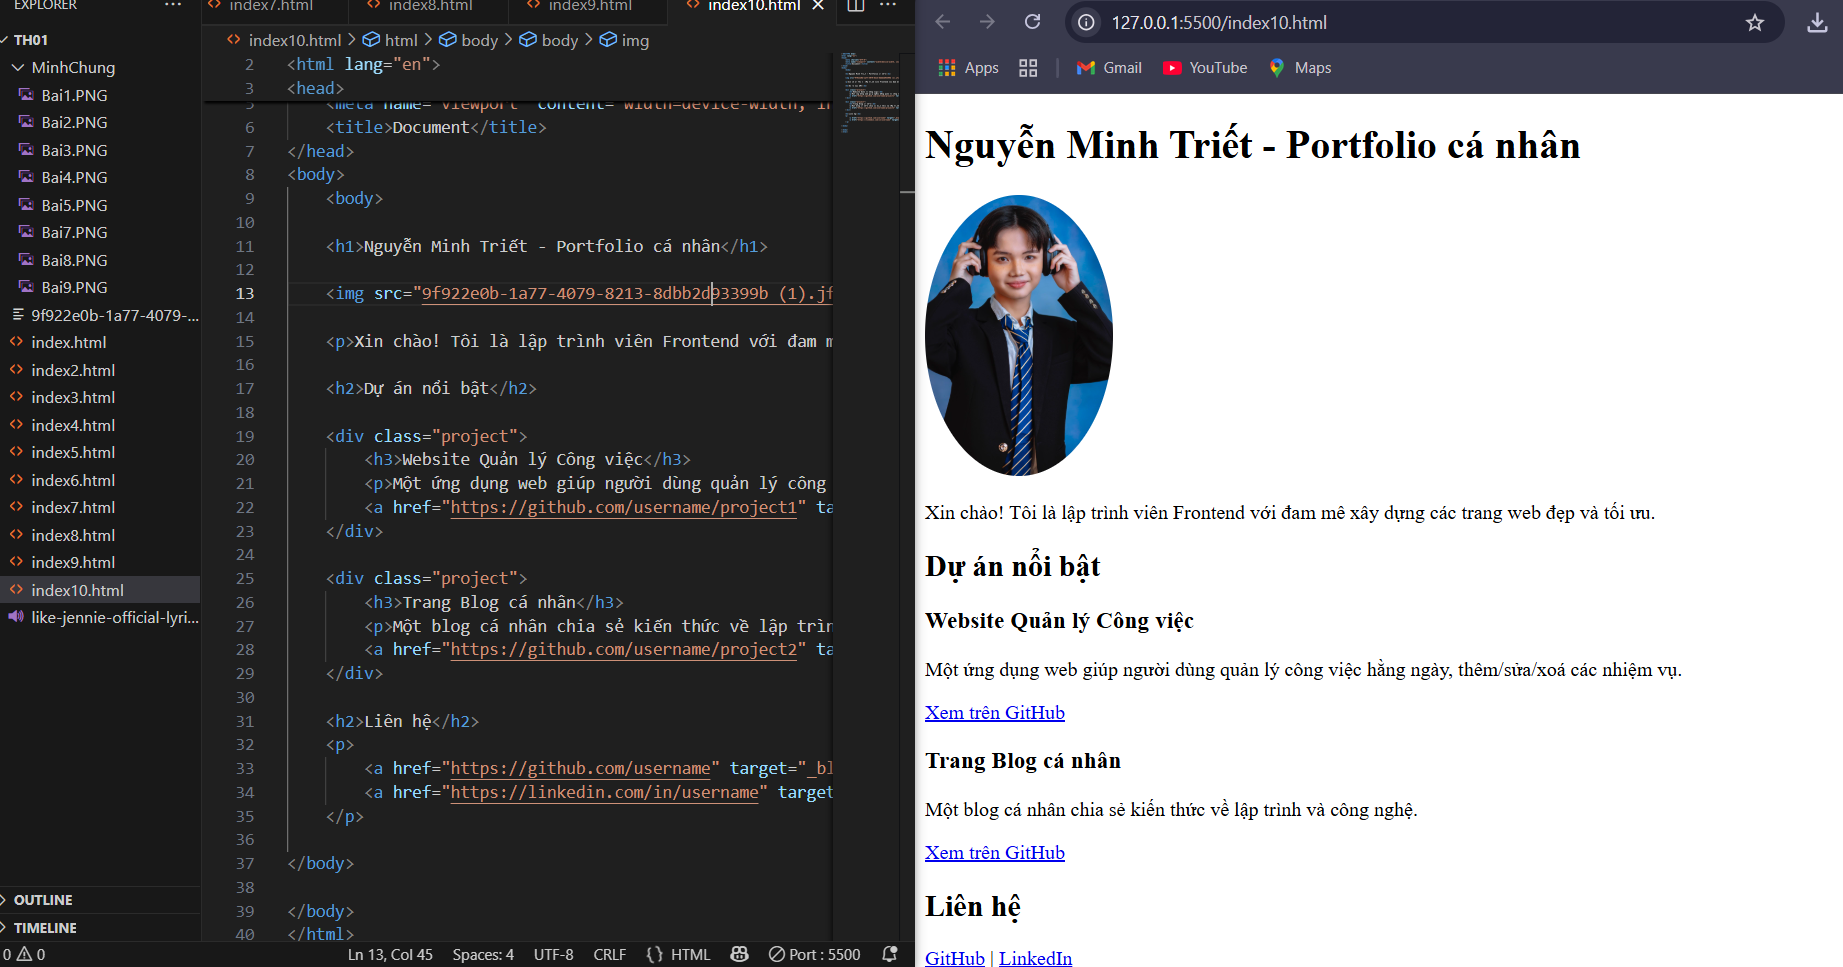 EXPLORER ···
TH01
MinhChung
Bai1.PNG
Bai2.PNG
Bai3.PNG
Bai4.PNG
Bai5.PNG
Bai7.PNG
Bai8.PNG
Bai9.PNG
9f922e0b-1a77-4079-...
index.html
index2.html
index3.html
index4.html
index5.html
index6.html
index7.html
index8.html
index9.html
index10.html
like-jennie-official-lyri...
OUTLINE
TIMELINE
index7.html index8.html index9.html index10.html ···
index10.html > html > body > body > img
2 <html lang="en">
3 <head>
5 <meta name="viewport" content="width=device-width, in
6 <title>Document</title>
7 </head>
8 <body>
9 <body>
10
11 <h1>Nguyễn Minh Triết - Portfolio cá nhân</h1>
12
13 <img src="9f922e0b-1a77-4079-8213-8dbb2d93399b (1).jf
14
15 <p>Xin chào! Tôi là lập trình viên Frontend với đam m
16
17 <h2>Dự án nổi bật</h2>
18
19 <div class="project">
20 <h3>Website Quản lý Công việc</h3>
21 <p>Một ứng dụng web giúp người dùng quản lý công
22 <a href="https://github.com/username/project1" ta
23 </div>
24
25 <div class="project">
26 <h3>Trang Blog cá nhân</h3>
27 <p>Một blog cá nhân chia sẻ kiến thức về lập trìn
28 <a href="https://github.com/username/project2" ta
29 </div>
30
31 <h2>Liên hệ</h2>
32 <p>
33 <a href="https://github.com/username" target="_bl
34 <a href="https://linkedin.com/in/username" target
35 </p>
36
37 </body>
38
39 </body>
40 </html>
0 0 Ln 13, Col 45 Spaces: 4 UTF-8 CRLF {} HTML Port : 5500
127.0.0.1:5500/index10.html
Apps Gmail YouTube Maps
Nguyễn Minh Triết - Portfolio cá nhân
Xin chào! Tôi là lập trình viên Frontend với đam mê xây dựng các trang web đẹp và tối ưu.
Dự án nổi bật
Website Quản lý Công việc
Một ứng dụng web giúp người dùng quản lý công việc hằng ngày, thêm/sửa/xoá các nhiệm vụ.
Xem trên GitHub
Trang Blog cá nhân
Một blog cá nhân chia sẻ kiến thức về lập trình và công nghệ.
Xem trên GitHub
Liên hệ
GitHub | LinkedIn